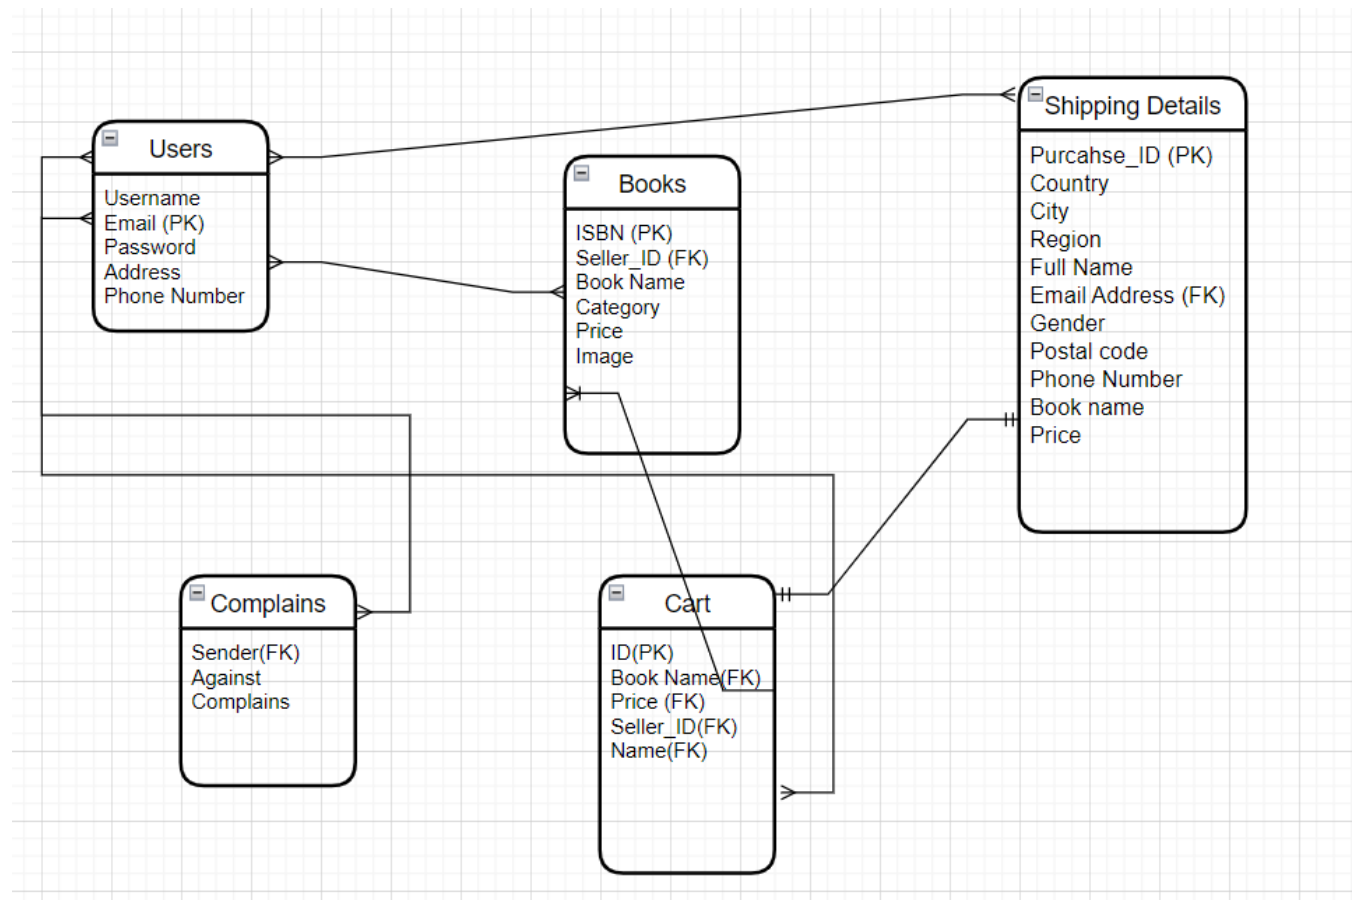 Users
Username
Email (PK)
Password
Address
Phone Number
Books
ISBN (PK)
Seller_ID (FK)
Book Name
Category
Price
Image
Shipping Details
Purcahse_ID (PK)
Country
City
Region
Full Name
Email Address (FK)
Gender
Postal code
Phone Number
Book name
Price
Complains
Sender(FK)
Against
Complains
Cart
ID(PK)
Book Name(FK)
Price (FK)
Seller_ID(FK)
Name(FK)